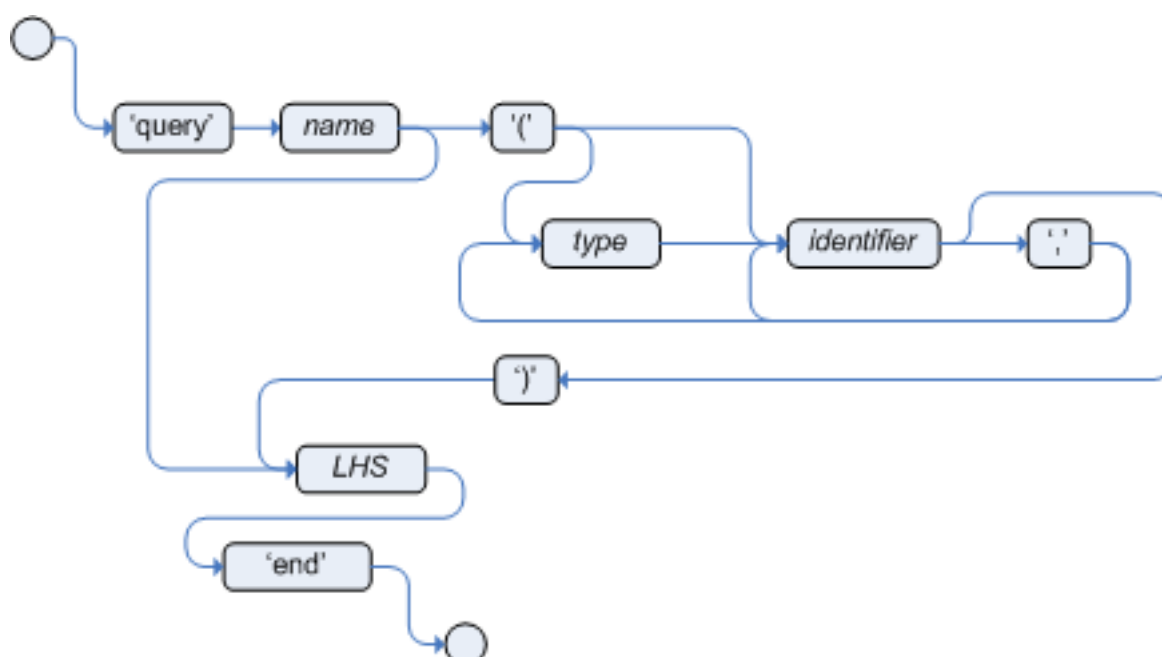 ‘query’ name '('
type identifier ‘,’
‘)’
LHS
‘end’